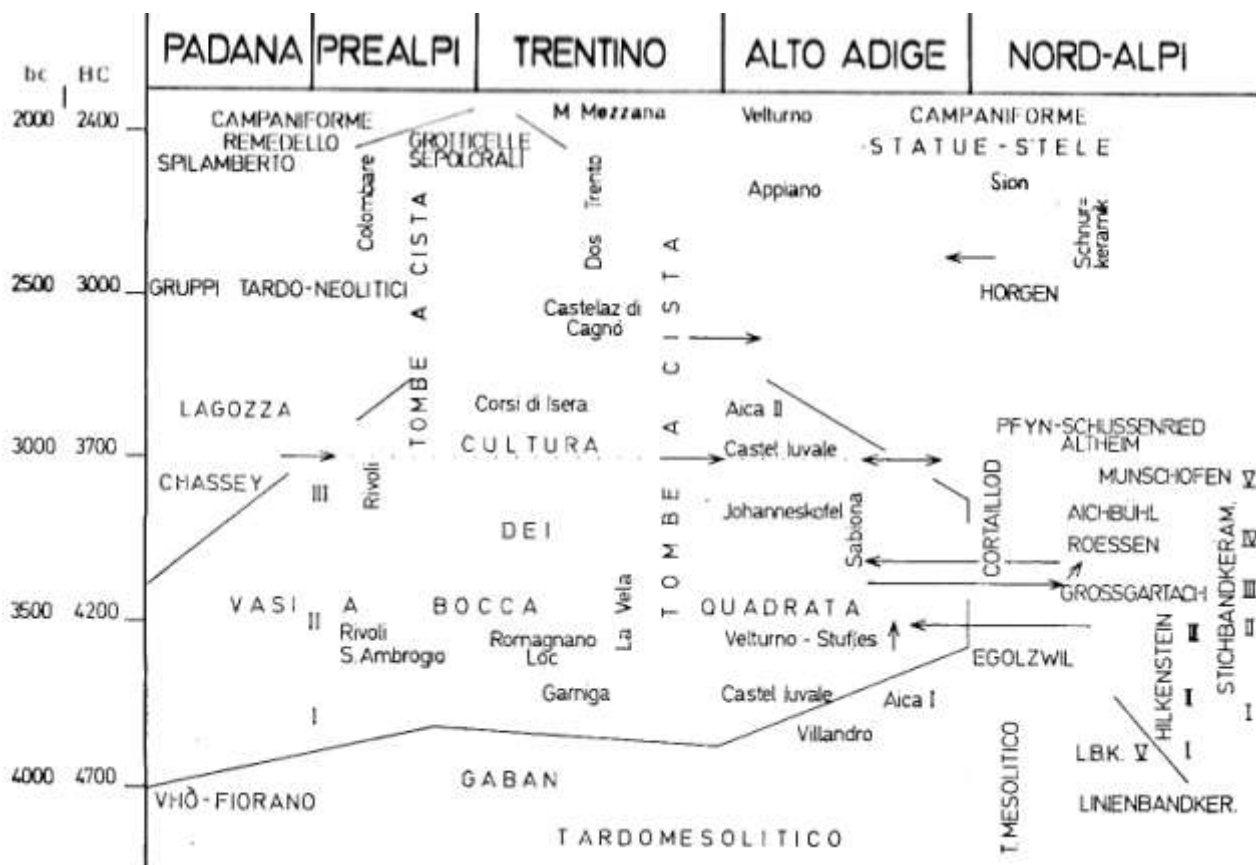 PADANA PREALPI TRENTINO ALTO ADIGE NORD-ALPI
bc BC
M Mezzana Velturno CAMPANIFORME
2000 2400 CAMPANIFORME
REMEDELLO GROTTICELLE STATUE-STELE
SPILAMBERTO SEPOLCRALI
Colombare
TOMBE A CISTA
Dos Trento
TOMBE A CISTA
Appiano Sion
Schnur=
keramik
2500 3000 GRUPPI TARDO-NEOLITICI HORGEN
Castelaz di
Cagnó
LAGOZZA Corsi di Isera Aica II
PFYN-SCHUSSENRIED
ALTHEIM
3000 3700 CULTURA Castel Juvale
CHASSEY III Rivoli MUNSCHOFEN V
Johanneskofel Sabiona CORTAILLOD AICHBÜHL
DEI ROESSEN IV
STICHBANDKERAM.
GROSSGARTACH III
3500 4200 VASI II A BOCCA La Vela QUADRATA II
Rivoli Romagnano Velturno - Stufles
S. Ambrogio Loc EGOLZWIL
HILKENSTEIN II
Garniga Castel Juvale Aica I I
I Villandro I
T. MESOLITICO
L.B.K. V I
4000 4700 GABAN
VHÒ-FIORANO LINIENBANDKER.
TARDOMESOLITICO